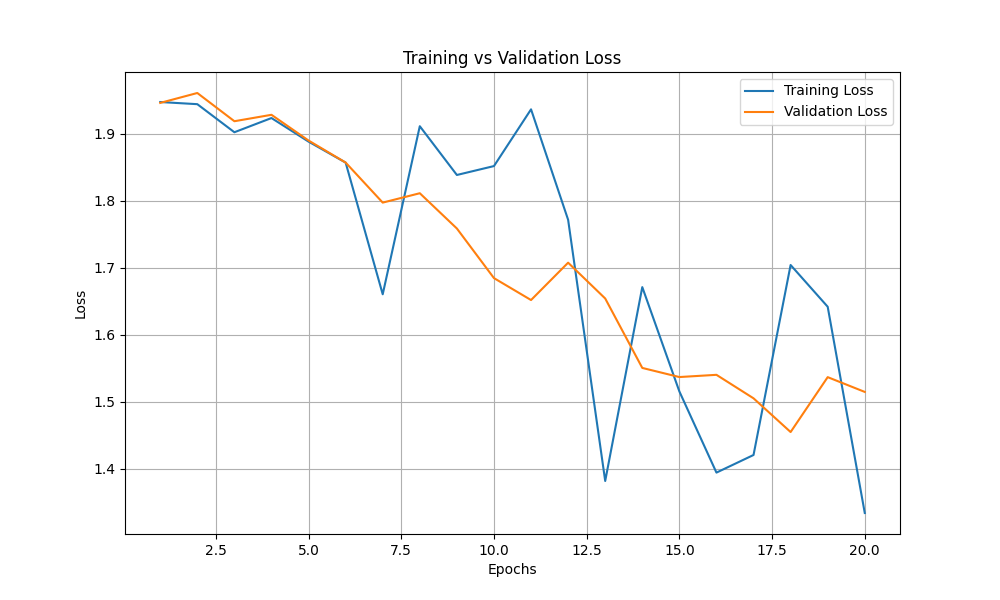 Training vs Validation Loss
Training Loss
Validation Loss
Loss
1.9
1.8
1.7
1.6
1.5
1.4
2.5 5.0 7.5 10.0 12.5 15.0 17.5 20.0
Epochs